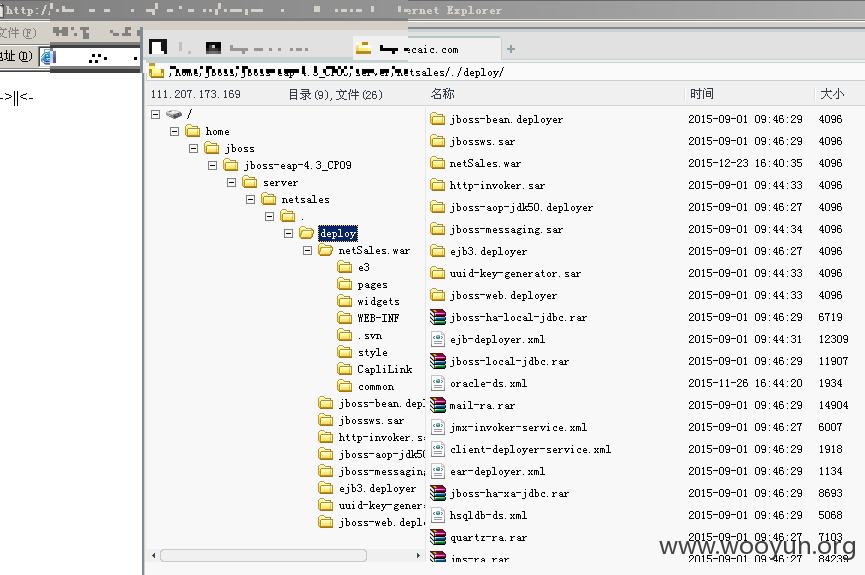 http:/ ernet Explorer
文件(F)
地址(D) ecaic.com +
->||<- /home/jboss/jboss-eap-4.3_CP09/server/netsales/./deploy/
111.207.173.169 目录(9),文件(26) 名称 时间 大小
/
home
jboss
jboss-eap-4.3_CP09
server
netsales
.
deploy
netSales.war
e3
pages
widgets
WEB-INF
.svn
style
CapliLink
common
jboss-bean.depl
jbossws.sar
http-invoker.s
jboss-aop-jdk50
jboss-messaging
ejb3.deployer
uuid-key-gener
jboss-web.deplo
jboss-bean.deployer 2015-09-01 09:46:29 4096
jbossws.sar 2015-09-01 09:46:29 4096
netSales.war 2015-12-23 16:40:35 4096
http-invoker.sar 2015-09-01 09:44:33 4096
jboss-aop-jdk50.deployer 2015-09-01 09:46:27 4096
jboss-messaging.sar 2015-09-01 09:44:34 4096
ejb3.deployer 2015-09-01 09:46:27 4096
uuid-key-generator.sar 2015-09-01 09:44:33 4096
jboss-web.deployer 2015-09-01 09:44:33 4096
jboss-ha-local-jdbc.rar 2015-09-01 09:46:29 6719
ejb-deployer.xml 2015-09-01 09:44:31 12309
jboss-local-jdbc.rar 2015-09-01 09:46:29 11907
oracle-ds.xml 2015-11-26 16:44:20 1934
mail-ra.rar 2015-09-01 09:46:29 14904
jmx-invoker-service.xml 2015-09-01 09:46:27 6007
client-deployer-service.xml 2015-09-01 09:46:29 1918
ear-deployer.xml 2015-09-01 09:46:29 1134
jboss-ha-xa-jdbc.rar 2015-09-01 09:46:29 8693
hsqldb-ds.xml 2015-09-01 09:46:29 5068
quartz-ra.rar 2015-09-01 09:46:27 7103
jms-ra.rar 2015-09-01 09:46:27 84239
www.wooyun.org